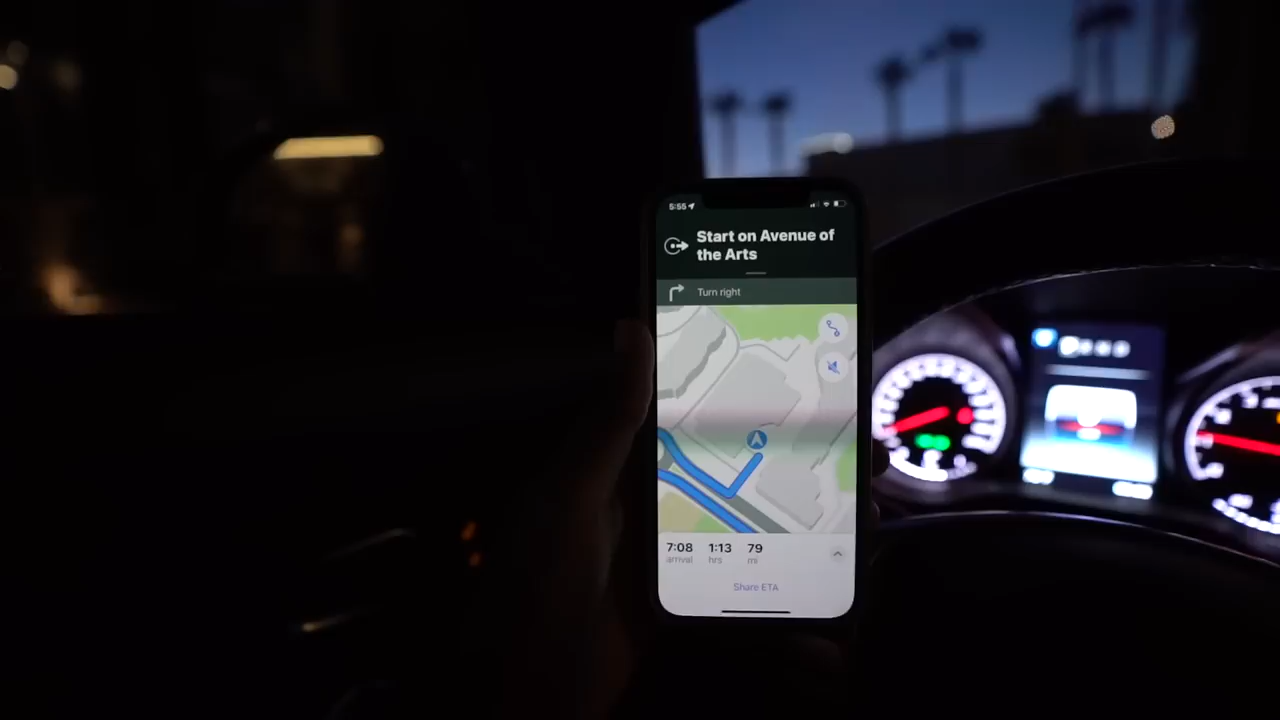 5:55
Start on Avenue of
the Arts
Turn right
7:08 1:13 79
arrival hrs mi
Share ETA